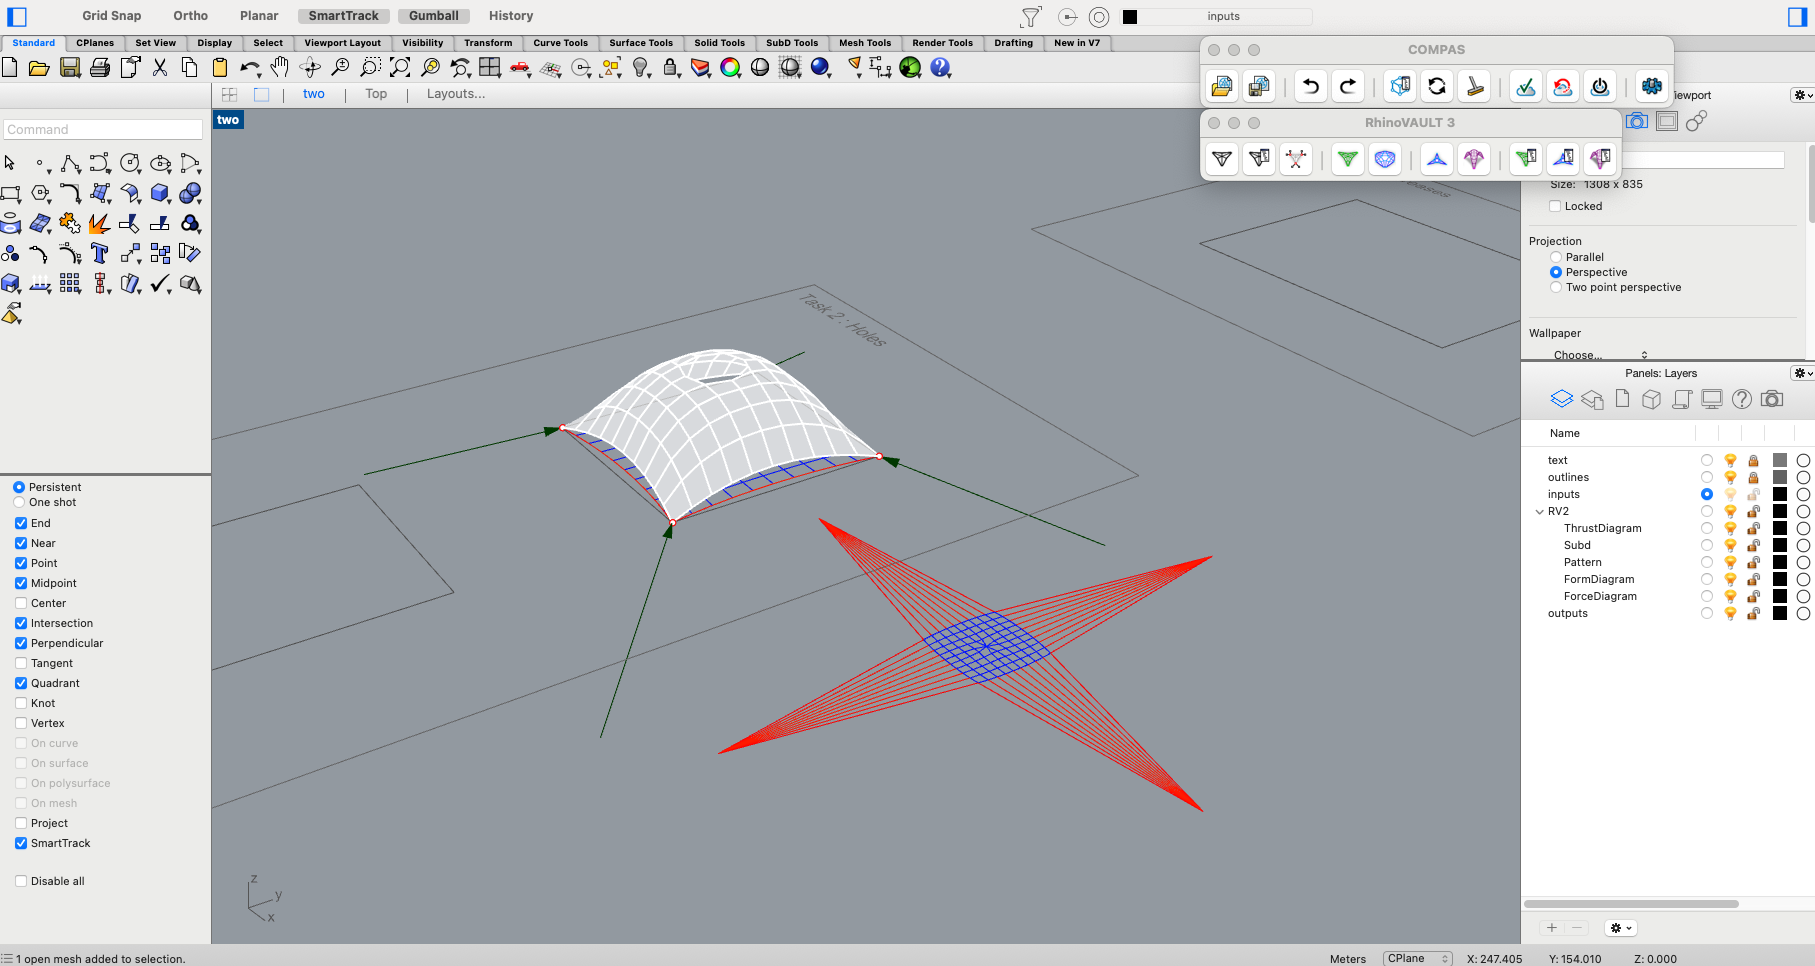 Grid Snap Ortho Planar SmartTrack Gumball History inputs
Standard CPlanes Set View Display Select Viewport Layout Visibility Transform Curve Tools Surface Tools Solid Tools SubD Tools Mesh Tools Render Tools Drafting New in V7
COMPAS
two Top Layouts...
RhinoVAULT 3
two
Command
Size: 1308 x 835
Locked
Projection
Parallel
Perspective
Two point perspective
Wallpaper
Choose...
Task 2 : Holes
Panels: Layers
Name
text
outlines
inputs
RV2
ThrustDiagram
Subd
Pattern
FormDiagram
ForceDiagram
outputs
Persistent
One shot
End
Near
Point
Midpoint
Center
Intersection
Perpendicular
Tangent
Quadrant
Knot
Vertex
On curve
On surface
On polysurface
On mesh
Project
SmartTrack
Disable all
z
y
x
1 open mesh added to selection.
Meters CPlane X: 247.405 Y: 154.010 Z: 0.000